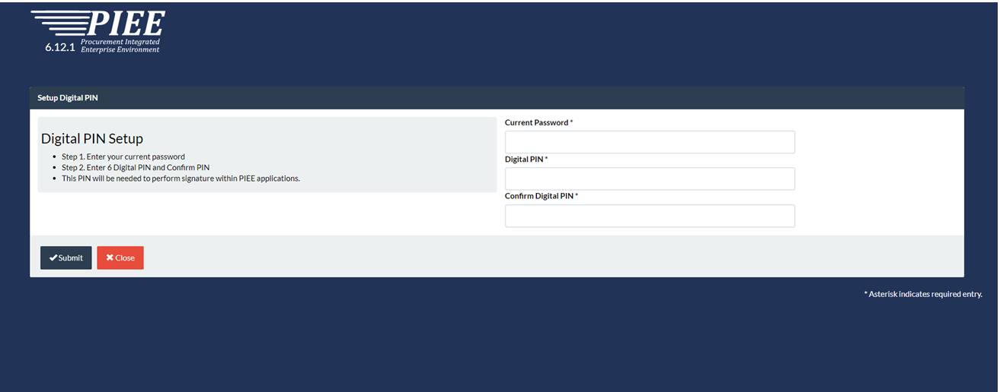 PIEE
6.12.1 Procurement Integrated
Enterprise Environment
Setup Digital PIN
Digital PIN Setup
• Step 1. Enter your current password
• Step 2. Enter 6 Digital PIN and Confirm PIN
• This PIN will be needed to perform signature within PIEE applications.
Current Password *
Digital PIN *
Confirm Digital PIN *
Submit
Close
* Asterisk indicates required entry.